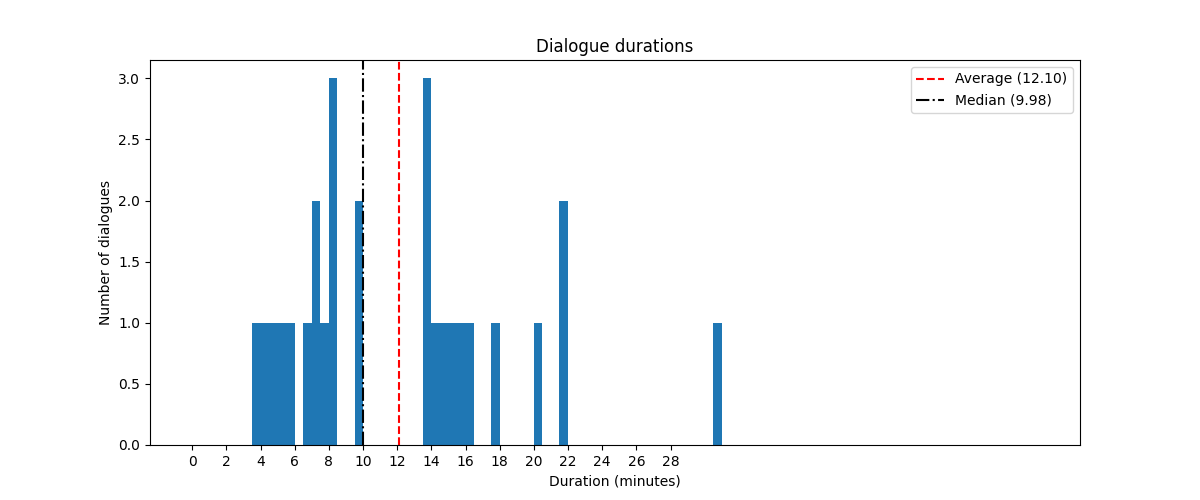 Dialogue durations
Average (12.10)
Median (9.98)
Number of dialogues
3.0
2.5
2.0
1.5
1.0
0.5
0.0
0 2 4 6 8 10 12 14 16 18 20 22 24 26 28
Duration (minutes)